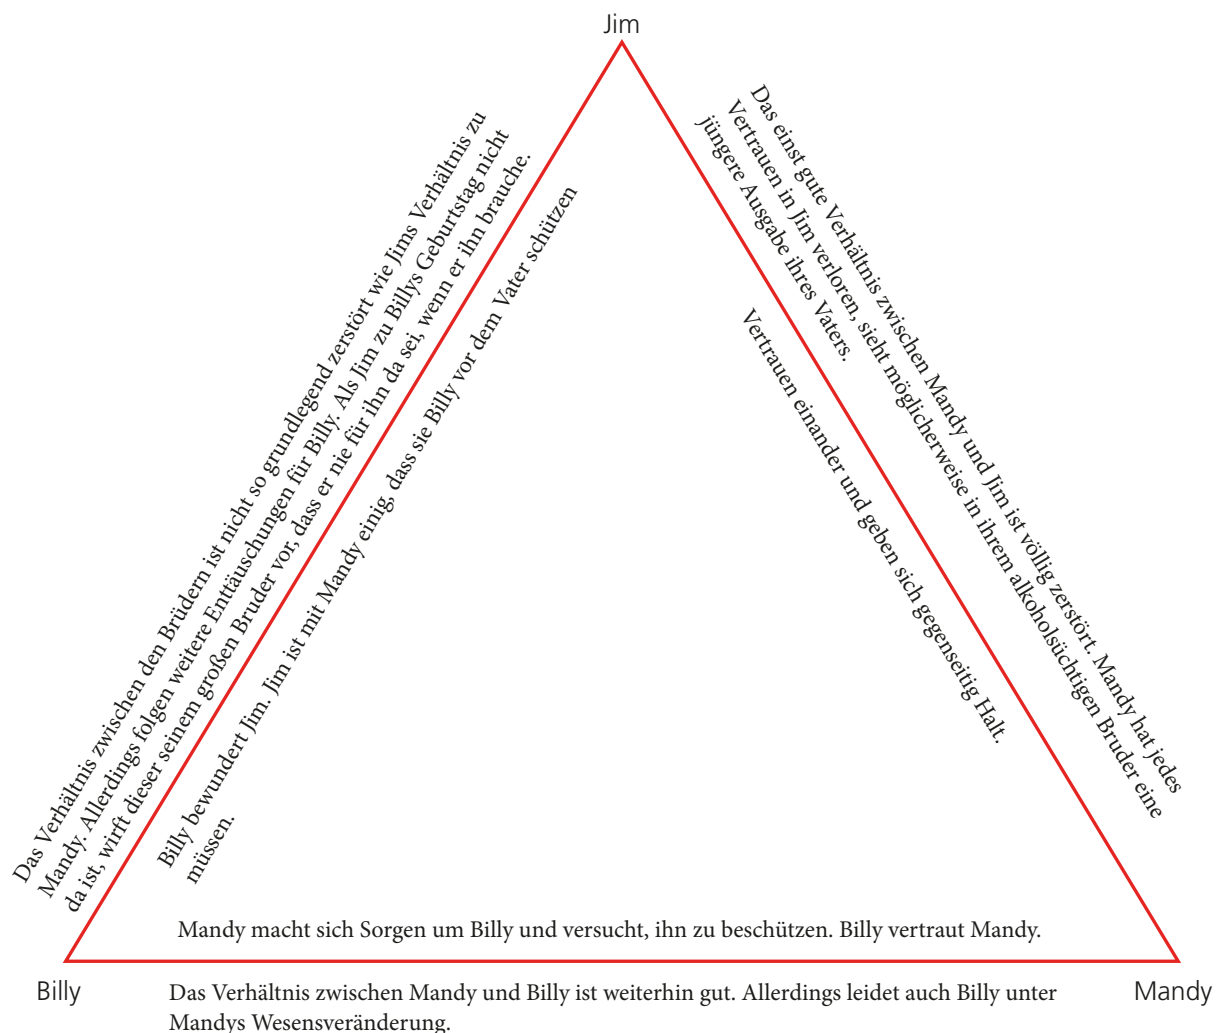 Jim
Das Verhältnis zwischen den Brüdern ist nicht so grundlegend zerstört wie Jims Verhältnis zu
Mandy. Allerdings folgen weitere Enttäuschungen für Billy. Als Jim zu Billys Geburtstag nicht
da ist, wirft dieser seinem großen Bruder vor, dass er nie für ihn da sei, wenn er ihn brauche.
Billy bewundert Jim. Jim ist mit Mandy einig, dass sie Billy vor dem Vater schützen
müssen.
Das einst gute Verhältnis zwischen Mandy und Jim ist völlig zerstört. Mandy hat jedes
Vertrauen in Jim verloren, sieht möglicherweise in ihrem alkoholsüchtigen Bruder eine
jüngere Ausgabe ihres Vaters.
Vertrauen einander und geben sich gegenseitig Halt.
Mandy macht sich Sorgen um Billy und versucht, ihn zu beschützen. Billy vertraut Mandy.
Billy
Mandy
Das Verhältnis zwischen Mandy und Billy ist weiterhin gut. Allerdings leidet auch Billy unter
Mandys Wesensveränderung.